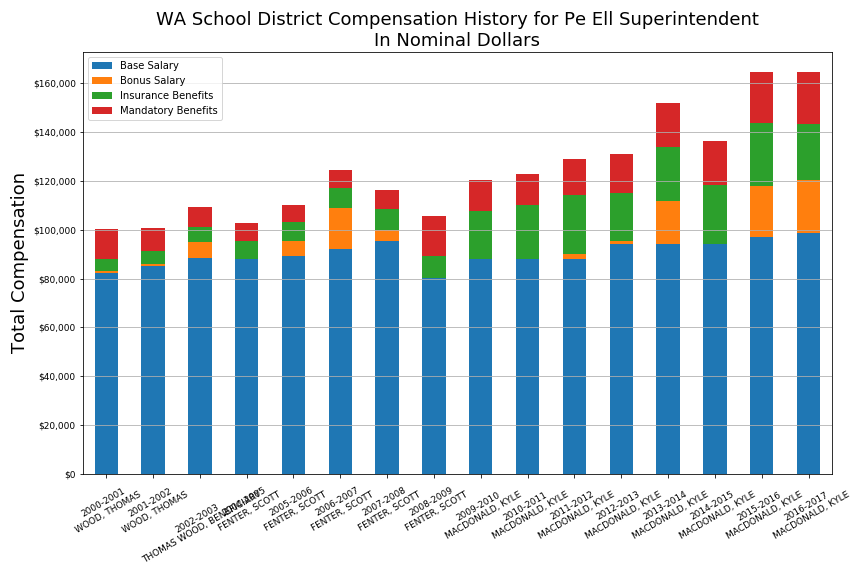 WA School District Compensation History for Pe Ell Superintendent
In Nominal Dollars
Base Salary
Bonus Salary
Insurance Benefits
Mandatory Benefits
Total Compensation
$160,000
$140,000
$120,000
$100,000
$80,000
$60,000
$40,000
$20,000
$0
2000-2001
WOOD, THOMAS
2001-2002
WOOD, THOMAS
2002-2003
THOMAS WOOD, BENEFICIARY
2004-2005
FENTER, SCOTT
2005-2006
FENTER, SCOTT
2006-2007
FENTER, SCOTT
2007-2008
FENTER, SCOTT
2008-2009
FENTER, SCOTT
2009-2010
MACDONALD, KYLE
2010-2011
MACDONALD, KYLE
2011-2012
MACDONALD, KYLE
2012-2013
MACDONALD, KYLE
2013-2014
MACDONALD, KYLE
2014-2015
MACDONALD, KYLE
2015-2016
MACDONALD, KYLE
2016-2017
MACDONALD, KYLE